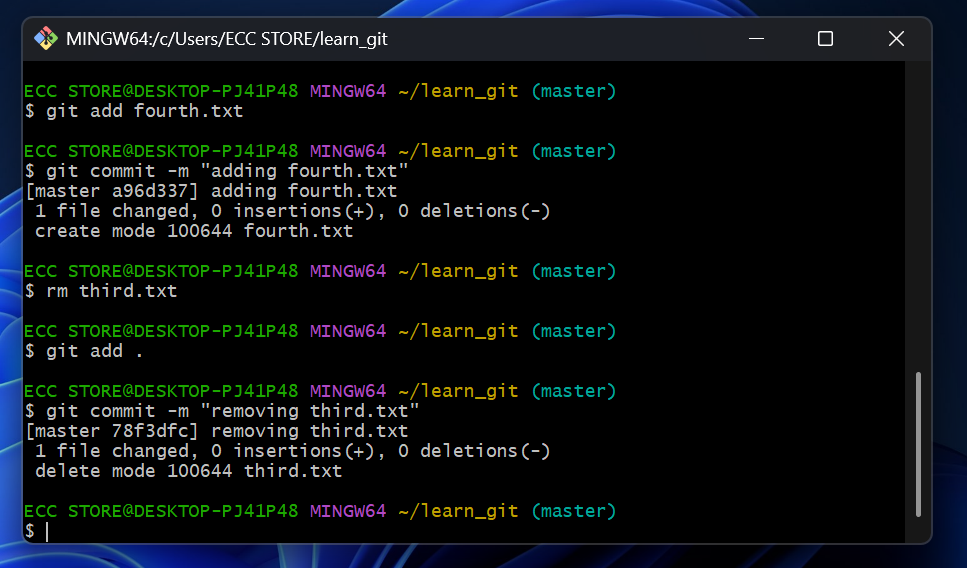 MINGW64:/c/Users/ECC STORE/learn_git
ECC STORE@DESKTOP-PJ41P48 MINGW64 ~/learn_git (master)
$ git add fourth.txt
ECC STORE@DESKTOP-PJ41P48 MINGW64 ~/learn_git (master)
$ git commit -m "adding fourth.txt"
[master a96d337] adding fourth.txt
 1 file changed, 0 insertions(+), 0 deletions(-)
 create mode 100644 fourth.txt
ECC STORE@DESKTOP-PJ41P48 MINGW64 ~/learn_git (master)
$ rm third.txt
ECC STORE@DESKTOP-PJ41P48 MINGW64 ~/learn_git (master)
$ git add .
ECC STORE@DESKTOP-PJ41P48 MINGW64 ~/learn_git (master)
$ git commit -m "removing third.txt"
[master 78f3dfc] removing third.txt
 1 file changed, 0 insertions(+), 0 deletions(-)
 delete mode 100644 third.txt
ECC STORE@DESKTOP-PJ41P48 MINGW64 ~/learn_git (master)
$